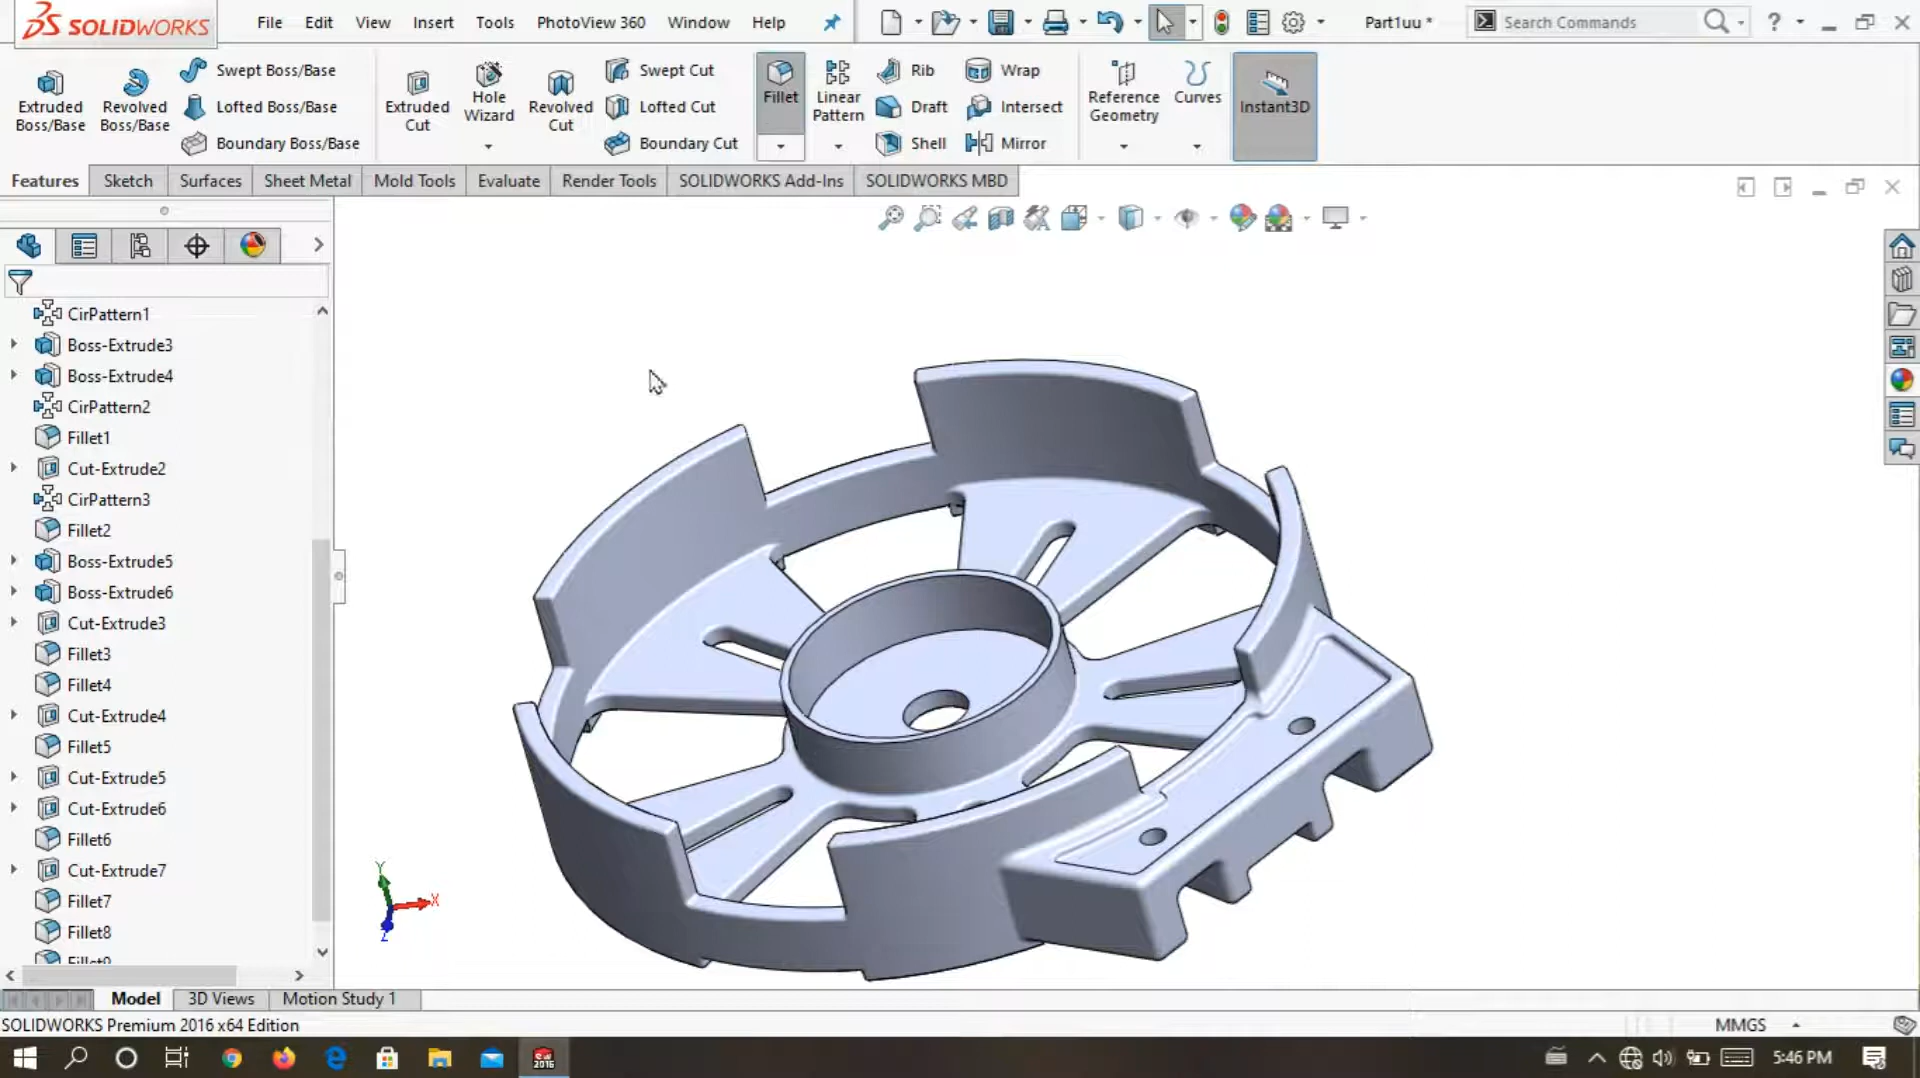 SOLIDWORKS
File Edit View Insert Tools PhotoView 360 Window Help
Part1uu *
Search Commands
Extruded Boss/Base
Revolved Boss/Base
Swept Boss/Base
Lofted Boss/Base
Boundary Boss/Base
Extruded Cut
Hole Wizard
Revolved Cut
Swept Cut
Lofted Cut
Boundary Cut
Fillet
Linear Pattern
Rib
Draft
Shell
Wrap
Intersect
Mirror
Reference Geometry
Curves
Instant3D
Features Sketch Surfaces Sheet Metal Mold Tools Evaluate Render Tools SOLIDWORKS Add-Ins SOLIDWORKS MBD
CirPattern1
Boss-Extrude3
Boss-Extrude4
CirPattern2
Fillet1
Cut-Extrude2
CirPattern3
Fillet2
Boss-Extrude5
Boss-Extrude6
Cut-Extrude3
Fillet3
Fillet4
Cut-Extrude4
Fillet5
Cut-Extrude5
Cut-Extrude6
Fillet6
Cut-Extrude7
Fillet7
Fillet8
Fillet9
Y
X
Z
Model 3D Views Motion Study 1
SOLIDWORKS Premium 2016 x64 Edition
MMGS
SW 2016
5:46 PM